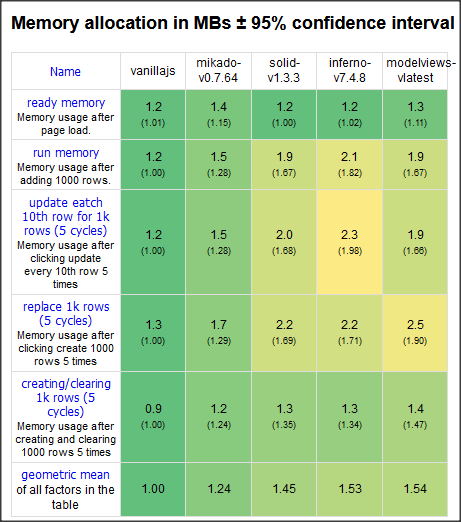 Memory allocation in MBs ± 95% confidence interval
Name vanillajs mikado- solid- inferno- modelviews-
v0.7.64 v1.3.3 v7.4.8 vlatest
ready memory
Memory usage after
page load.
1.2 1.4 1.2 1.2 1.3
(1.01) (1.15) (1.00) (1.02) (1.11)
run memory
Memory usage after
adding 1000 rows.
1.2 1.5 1.9 2.1 1.9
(1.00) (1.28) (1.67) (1.82) (1.67)
update eatch
10th row for 1k
rows (5 cycles)
Memory usage after
clicking update
every 10th row 5
times
1.2 1.5 2.0 2.3 1.9
(1.00) (1.28) (1.68) (1.98) (1.66)
replace 1k rows
(5 cycles)
Memory usage after
clicking create 1000
rows 5 times
1.3 1.7 2.2 2.2 2.5
(1.00) (1.29) (1.69) (1.71) (1.90)
creating/clearing
1k rows (5
cycles)
Memory usage after
creating and clearing
1000 rows 5 times
0.9 1.2 1.3 1.3 1.4
(1.00) (1.24) (1.35) (1.34) (1.47)
geometric mean
of all factors in the
table
1.00 1.24 1.45 1.53 1.54